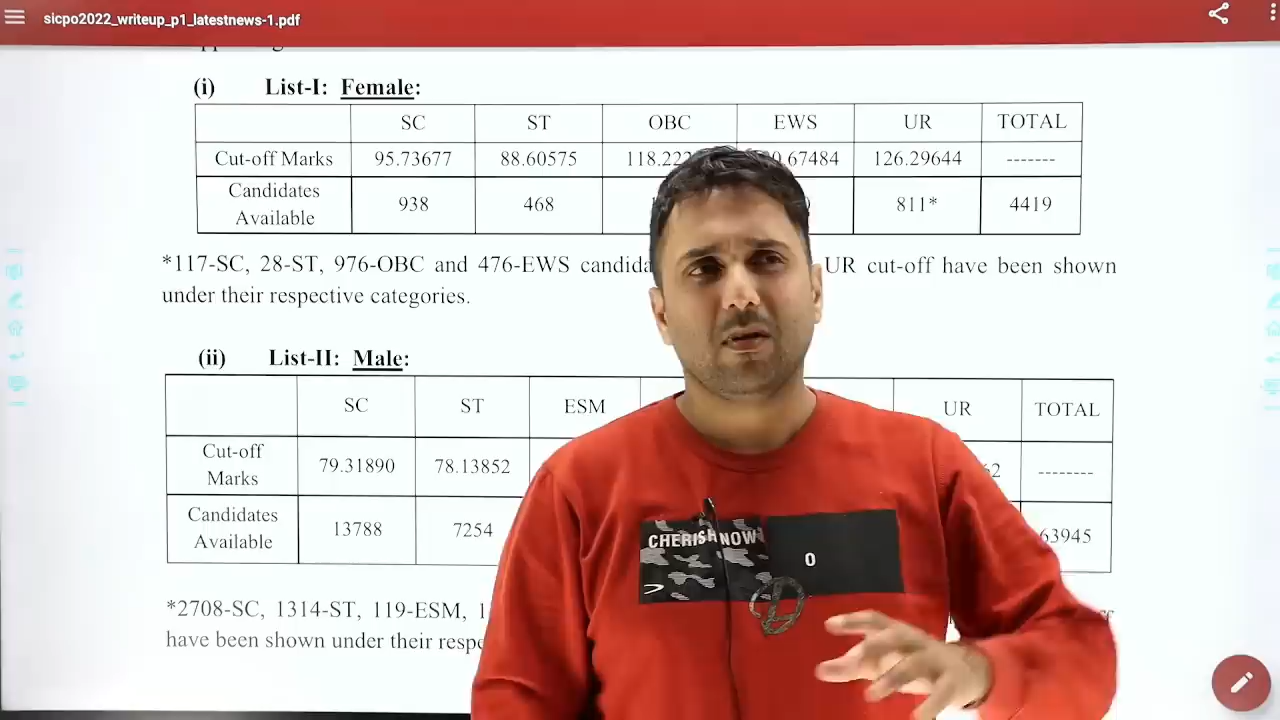 sicpo2022_writeup_p1_latestnews-1.pdf
(i) List-I: Female:
SC ST OBC EWS UR TOTAL
Cut-off Marks 95.73677 88.60575 126.29644 -------
Candidates
Available 938 468 811* 4419
*117-SC, 28-ST, 976-OBC and 476-EWS UR cut-off have been shown
under their respective categories.
(ii) List-II: Male:
SC ST ESM UR TOTAL
Cut-off
Marks 79.31890 78.13852 --------
Candidates
Available 13788 7254 63945
*2708-SC, 1314-ST, 119-ESM,
have been shown under their
CHERISH NOW
O